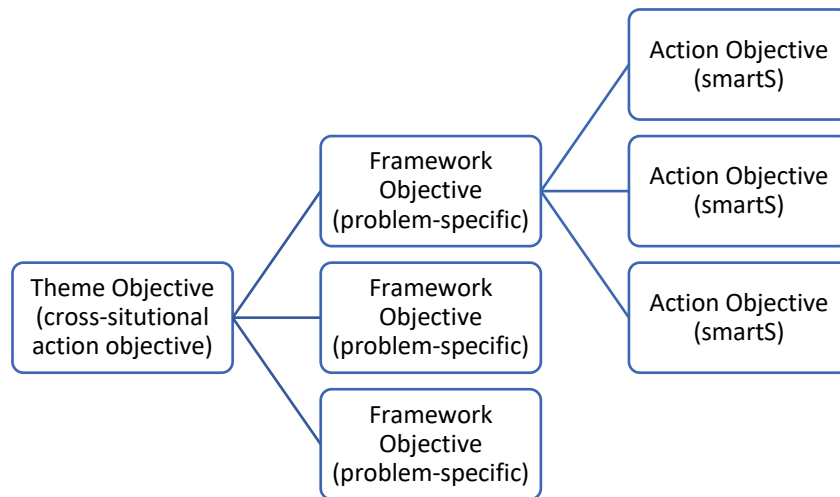 Theme Objective
(cross-situtional
action objective)
Framework
Objective
(problem-specific)
Framework
Objective
(problem-specific)
Framework
Objective
(problem-specific)
Action Objective
(smartS)
Action Objective
(smartS)
Action Objective
(smartS)